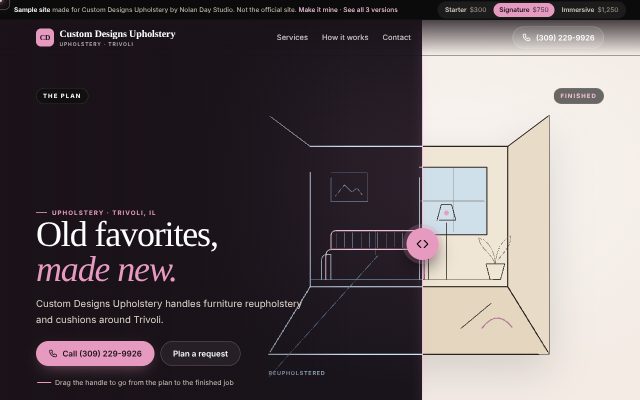 Sample site made for Custom Designs Upholstery by Nolan Day Studio. Not the official site. Make it mine · See all 3 versions
Starter $300 Signature $750 Immersive $1,250
CD Custom Designs Upholstery
UPHOLSTERY · TRIVOLI
Services How it works Contact
(309) 229-9926
THE PLAN
FINISHED
UPHOLSTERY · TRIVOLI, IL
Old favorites,
made new.
Custom Designs Upholstery handles furniture reupholstery
and cushions around Trivoli.
Call (309) 229-9926
Plan a request
REUPHOLSTERED
Drag the handle to go from the plan to the finished job